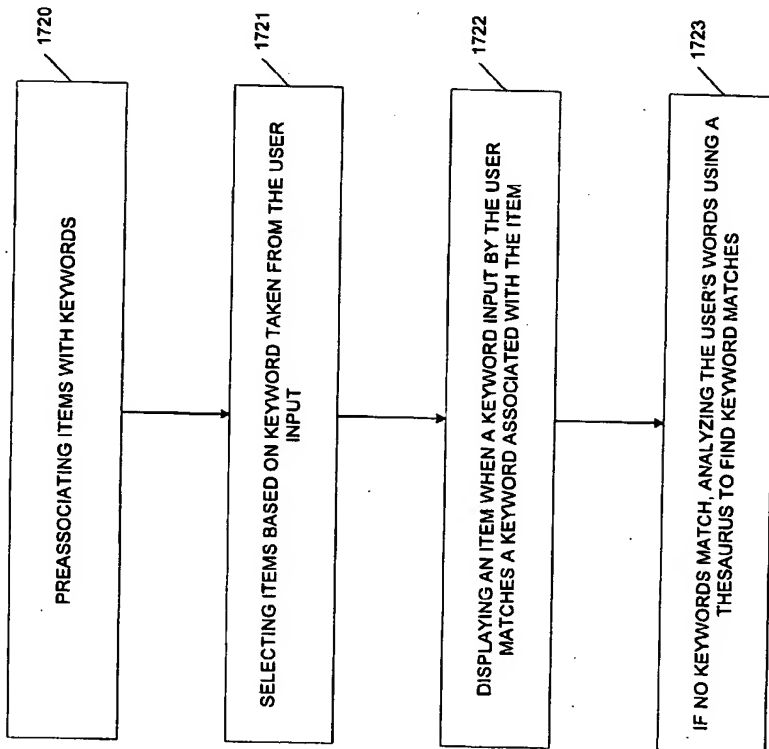 1720
PREASSOCIATING ITEMS WITH KEYWORDS
1721
SELECTING ITEMS BASED ON KEYWORD TAKEN FROM THE USER
INPUT
1722
DISPLAYING AN ITEM WHEN A KEYWORD INPUT BY THE USER
MATCHES A KEYWORD ASSOCIATED WITH THE ITEM
1723
IF NO KEYWORDS MATCH, ANALYZING THE USER'S WORDS USING A
THESAURUS TO FIND KEYWORD MATCHES